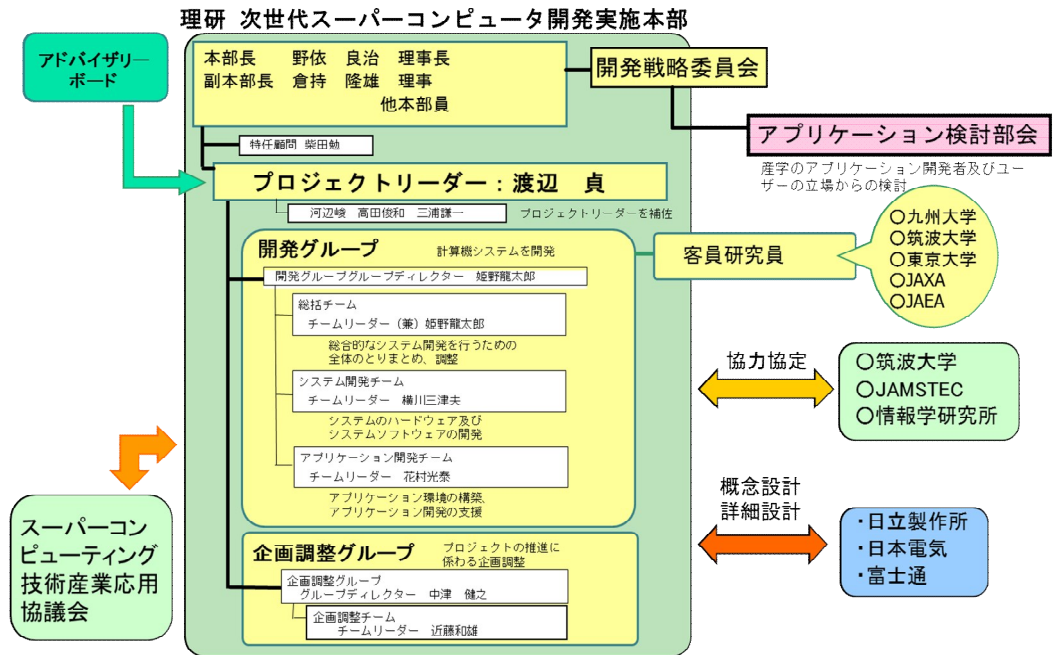 理研 次世代スーパーコンピュータ開発実施本部
アドバイザリー
ボード
本部長 野依 良治 理事長
副本部長 倉持 隆雄 理事
他本部員
開発戦略委員会
アプリケーション検討部会
産学のアプリケーション開発者及びユー
ザーの立場からの検討
特任顧問 柴田勉
プロジェクトリーダー：渡辺 貞
河辺峻 高田俊和 三浦謙一
プロジェクトリーダーを補佐
開発グループ
計算機システムを開発
開発グループグループディレクター 姫野龍太郎
総括チーム
チームリーダー（兼）姫野龍太郎
総合的なシステム開発を行うための
全体のとりまとめ、調整
システム開発チーム
チームリーダー 横川三津夫
システムのハードウェア及び
システムソフトウェアの開発
アプリケーション開発チーム
チームリーダー 花村光泰
アプリケーション環境の構築、
アプリケーション開発の支援
企画調整グループ
プロジェクトの推進に
係わる企画調整
企画調整グループ
グループディレクター 中津 健之
企画調整チーム
チームリーダー 近藤和雄
客員研究員
〇九州大学
〇筑波大学
〇東京大学
〇JAXA
〇JAEA
協力協定
〇筑波大学
〇JAMSTEC
〇情報学研究所
概念設計
詳細設計
・日立製作所
・日本電気
・富士通
スーパーコン
ピューティング
技術産業応用
協議会